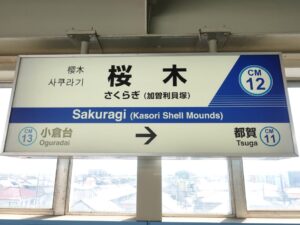 桜木
사쿠라기
桜木
さくらぎ(加曽利貝塚)
CM
12
Sakuragi (Kasori Shell Mounds)
CM
13
小倉台
Oguradai
→
都賀
Tsuga
CM
11